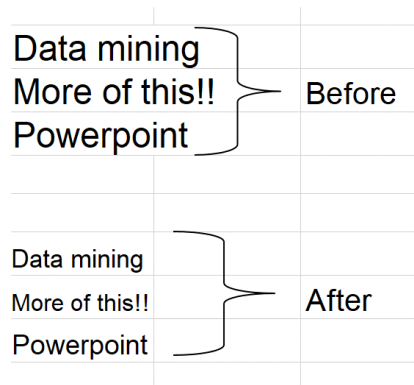 Data mining
More of this!!
Powerpoint
Before
Data mining
More of this!!
Powerpoint
After